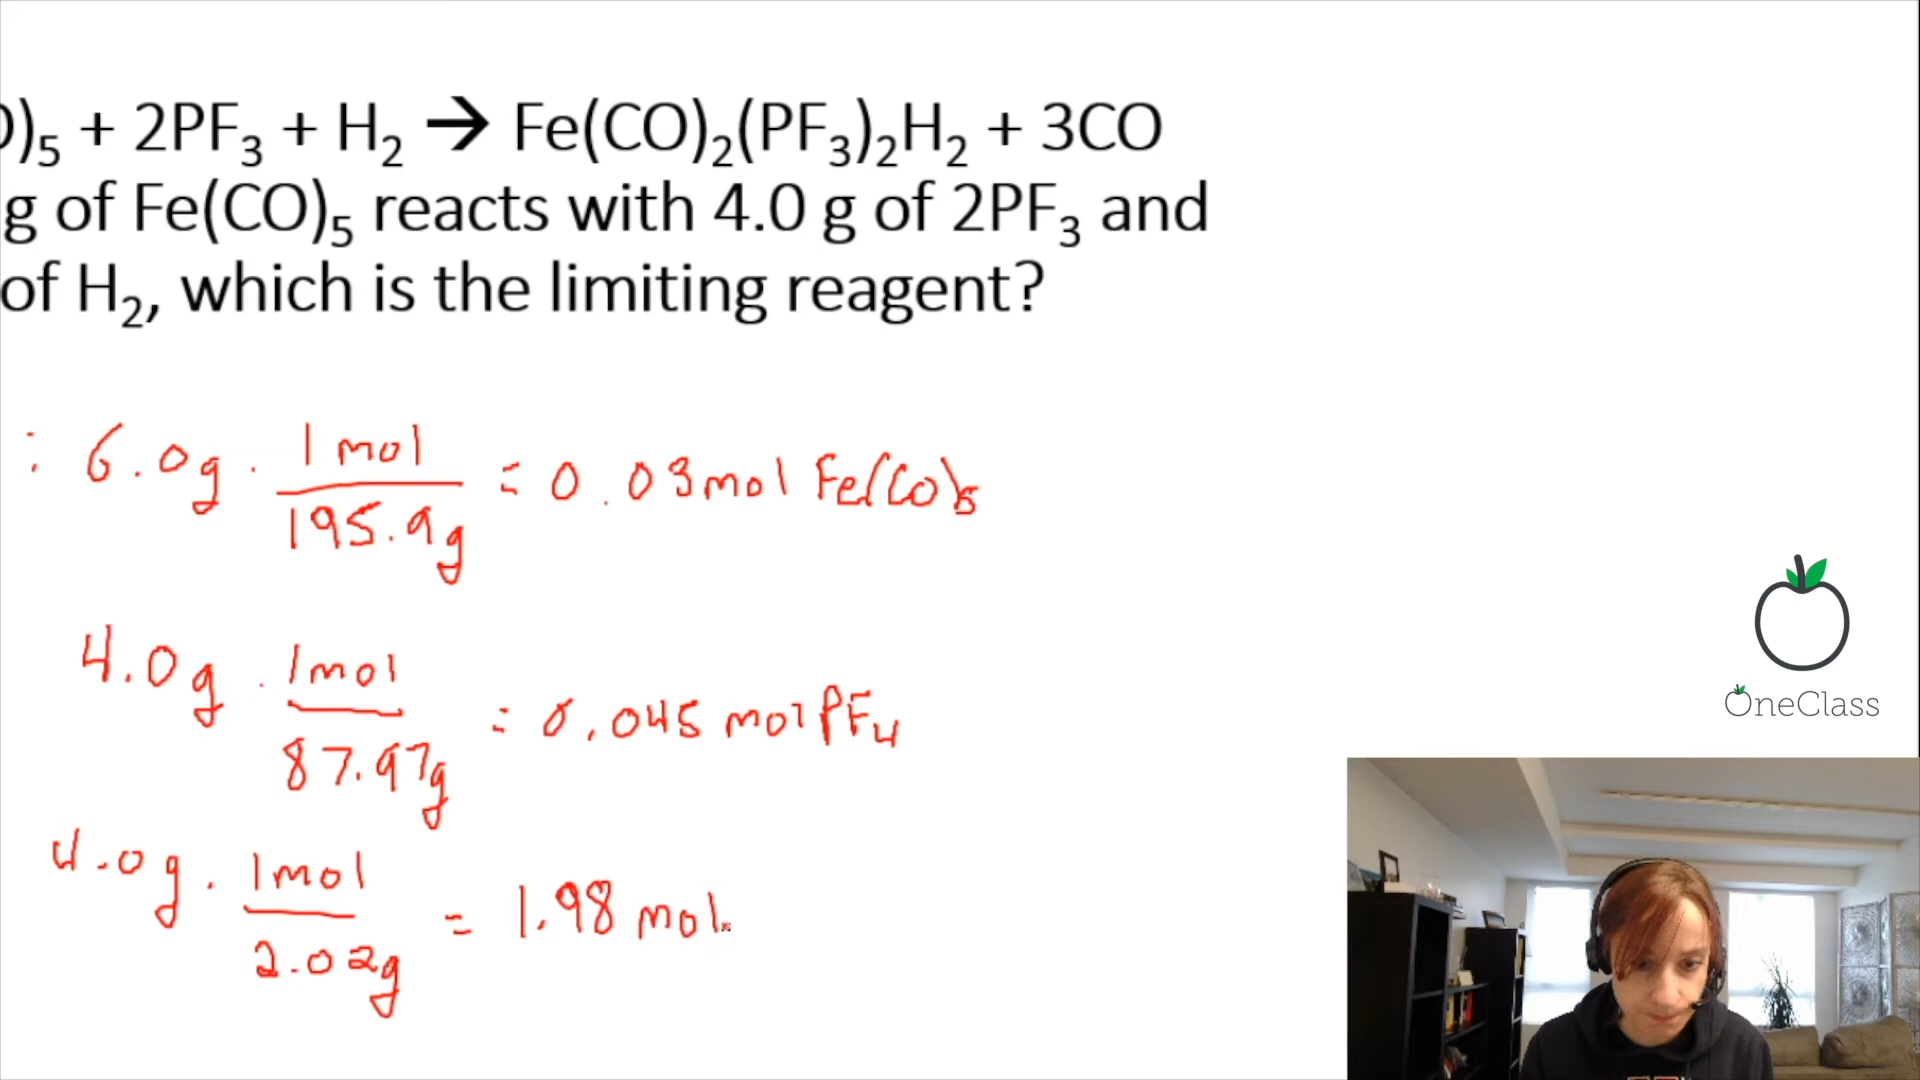 )₅ + 2PF₃ + H₂ → Fe(CO)₂(PF₃)₂H₂ + 3CO
g of Fe(CO)₅ reacts with 4.0 g of 2PF₃ and
of H₂, which is the limiting reagent?
: 6.0g · 1 mol / 195.9g = 0.03 mol Fe(CO)₅
4.0g · 1 mol / 87.97g = 0.045 mol PF₄
4.0g · 1 mol / 2.02g = 1.98 mol
OneClass